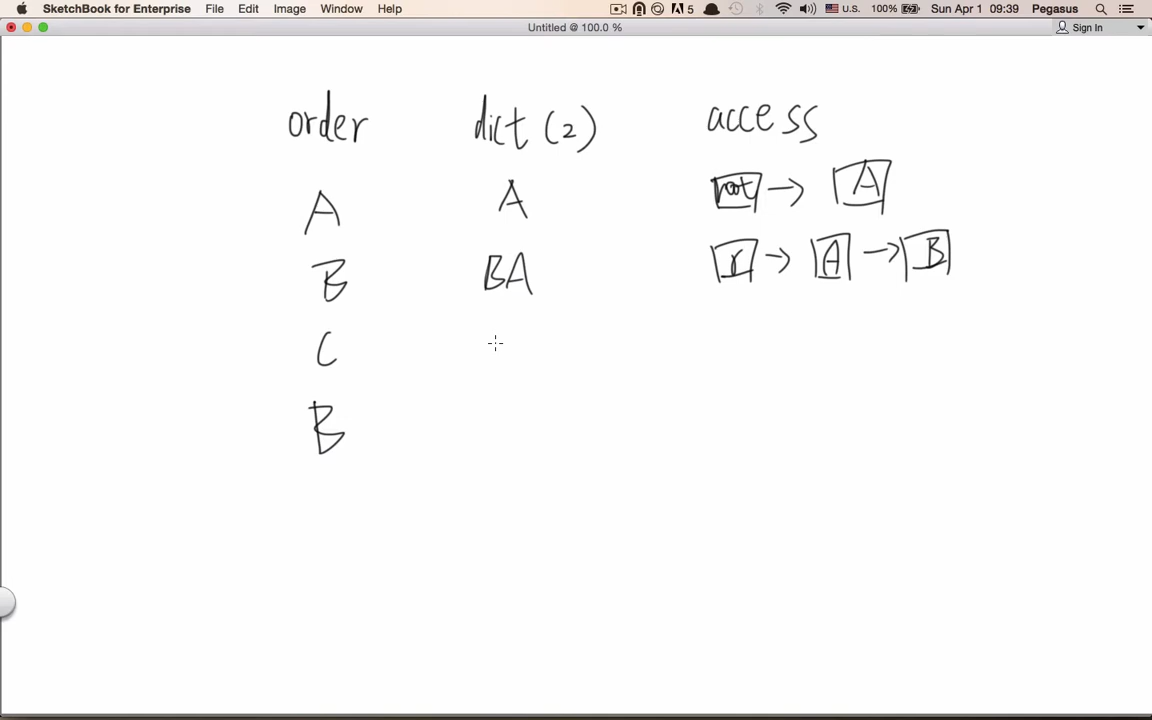 SketchBook for Enterprise File Edit Image Window Help 5 U.S. 100% Sun Apr 1 09:39 Pegasus
Untitled @ 100.0 % Sign In
order dict (2) access
A A root → A
B BA r → A → B
C
B